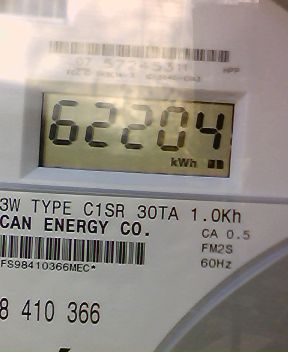 62204
kWh
3W TYPE C1SR 30TA 1.0Kh
CAN ENERGY CO.
CA 0.5
FM2S
60Hz
FS98410366MEC*
8 410 366